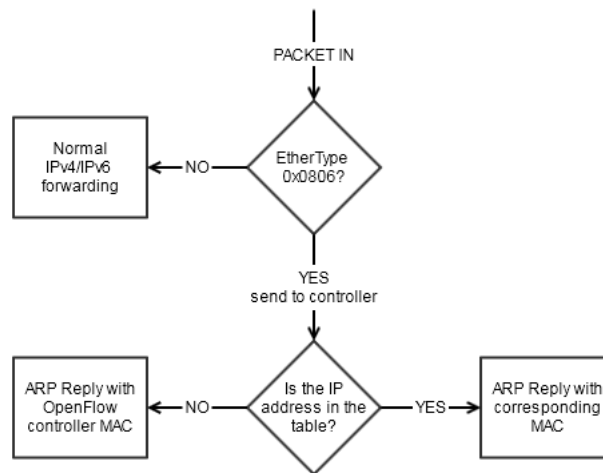 PACKET IN
Normal
IPv4/IPv6
forwarding
NO
EtherType
0x0806?
YES
send to controller
ARP Reply with
OpenFlow
controller MAC
NO
Is the IP
address in the
table?
YES
ARP Reply with
corresponding
MAC